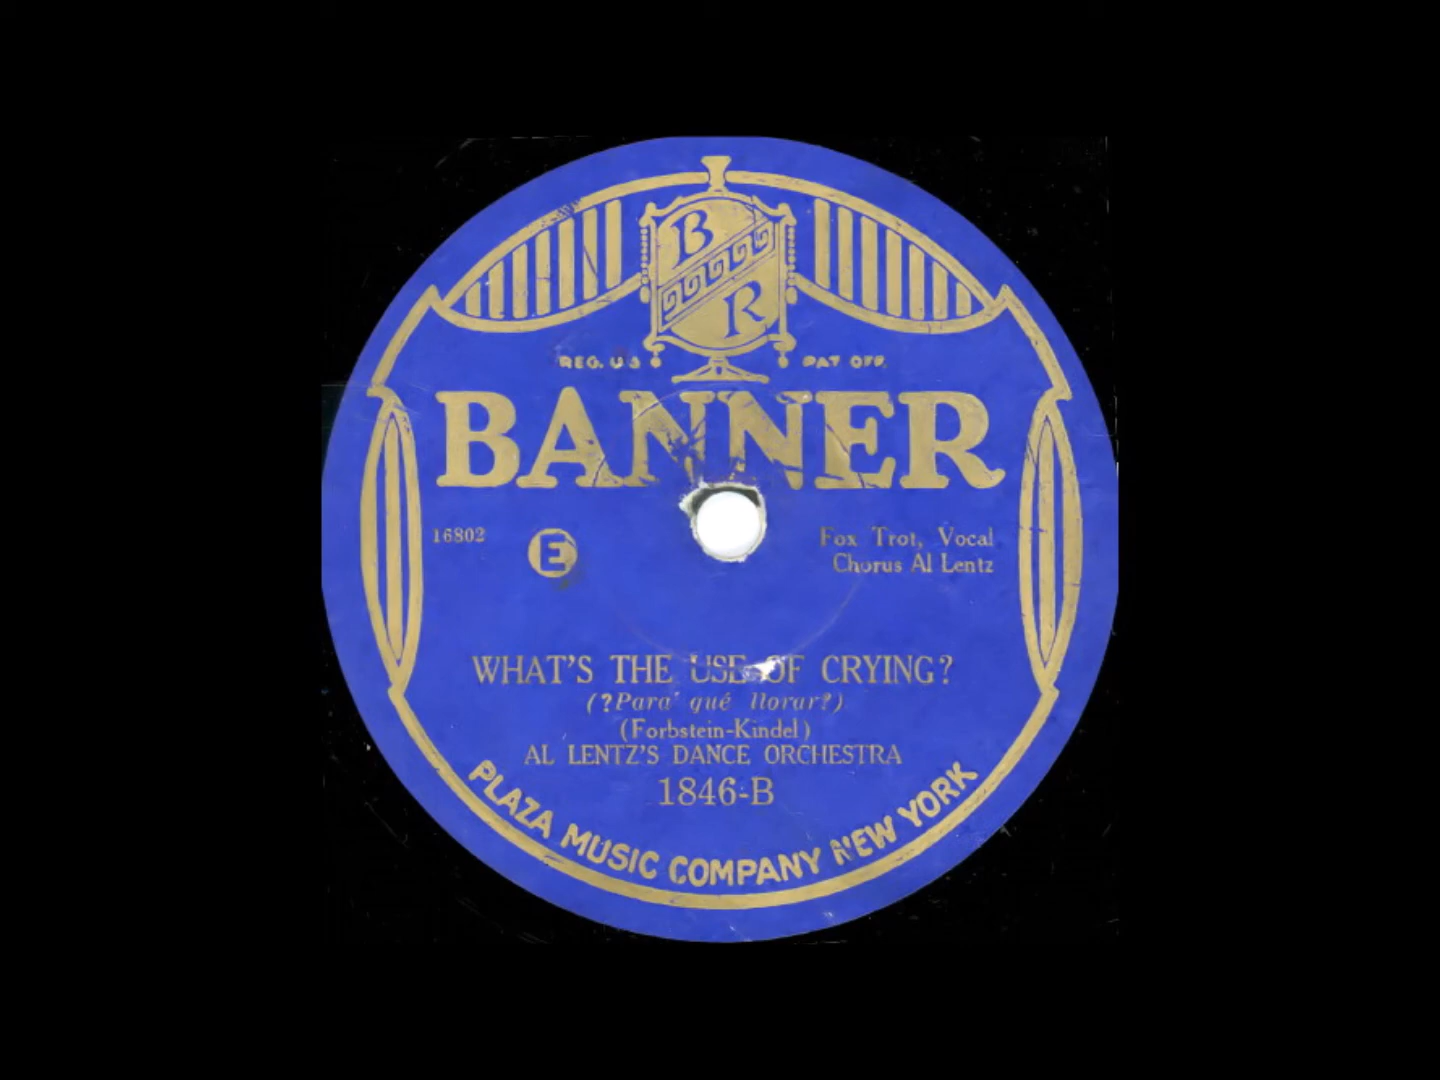 B
R
REG. U S PAT OFF.
BANNER
16802
E
Fox Trot, Vocal
Chorus Al Lentz
WHAT'S THE USE OF CRYING?
(?Para' qué llorar?)
(Forbstein-Kindel)
AL LENTZ'S DANCE ORCHESTRA
1846-B
PLAZA MUSIC COMPANY NEW YORK